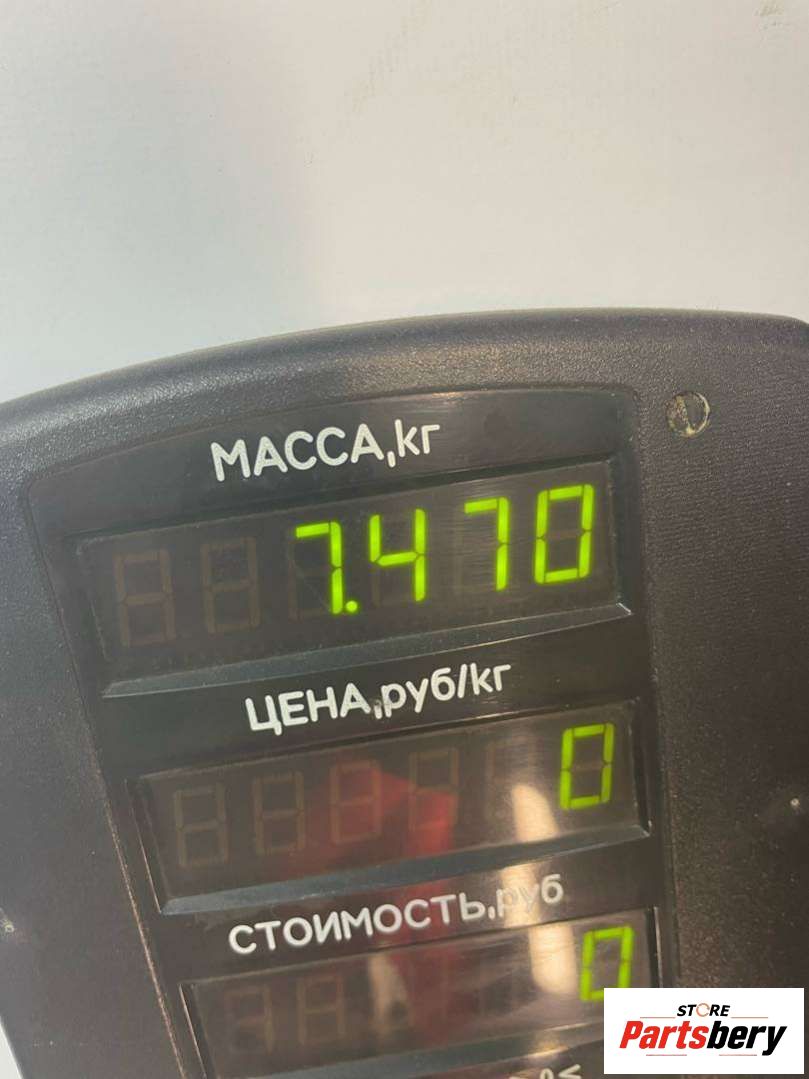 МАССА,кг
7.470
ЦЕНА,руб/кг
0
СТОИМОСТЬ,руб
0
STORE
Partsbery